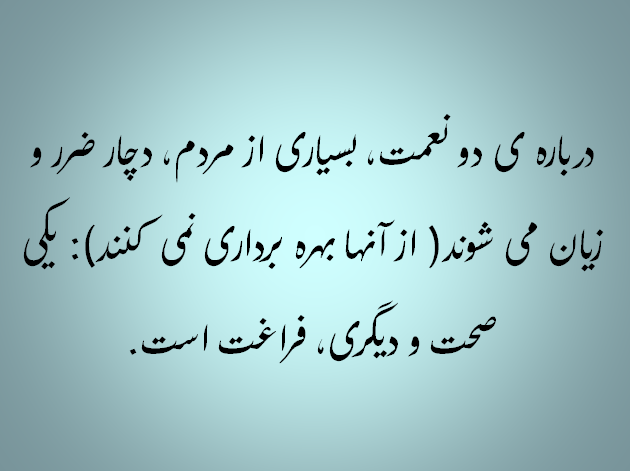 درباره ی دو نعمت، بسیاری از مردم، دچار ضرر و
زیان می شوند( از آنها بهره برداری نمی کنند): یکی
صحت و دیگری، فراغت است.